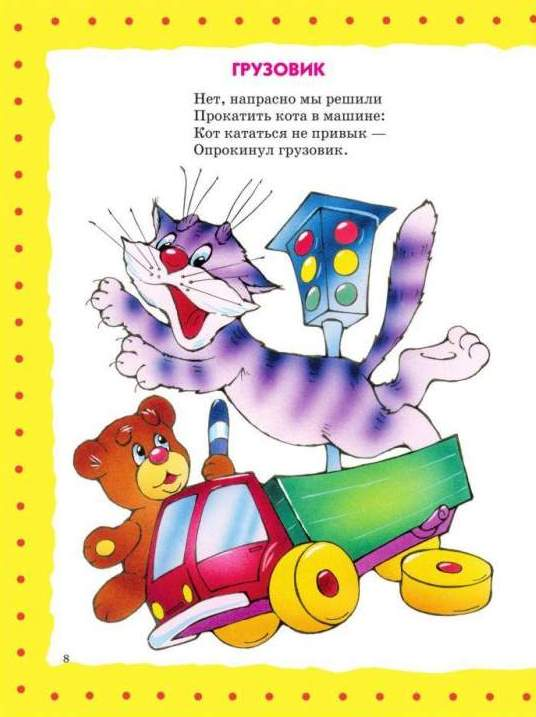 ГРУЗОВИК
Нет, напрасно мы решили
Прокатить кота в машине:
Кот кататься не привык —
Опрокинул грузовик.
8